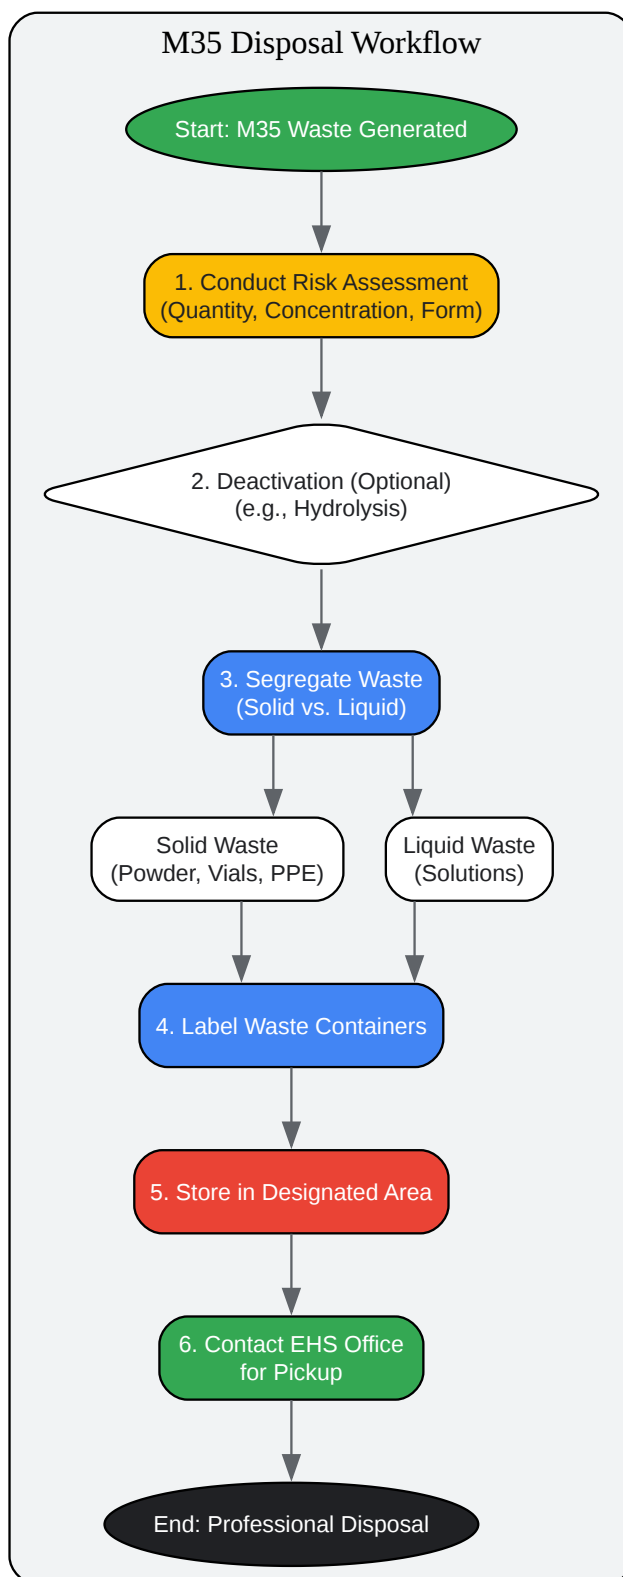 M35 Disposal Workflow
Start: M35 Waste Generated
1. Conduct Risk Assessment
(Quantity, Concentration, Form)
2. Deactivation (Optional)
(e.g., Hydrolysis)
3. Segregate Waste
(Solid vs. Liquid)
Solid Waste
(Powder, Vials, PPE)
Liquid Waste
(Solutions)
4. Label Waste Containers
5. Store in Designated Area
6. Contact EHS Office
for Pickup
End: Professional Disposal